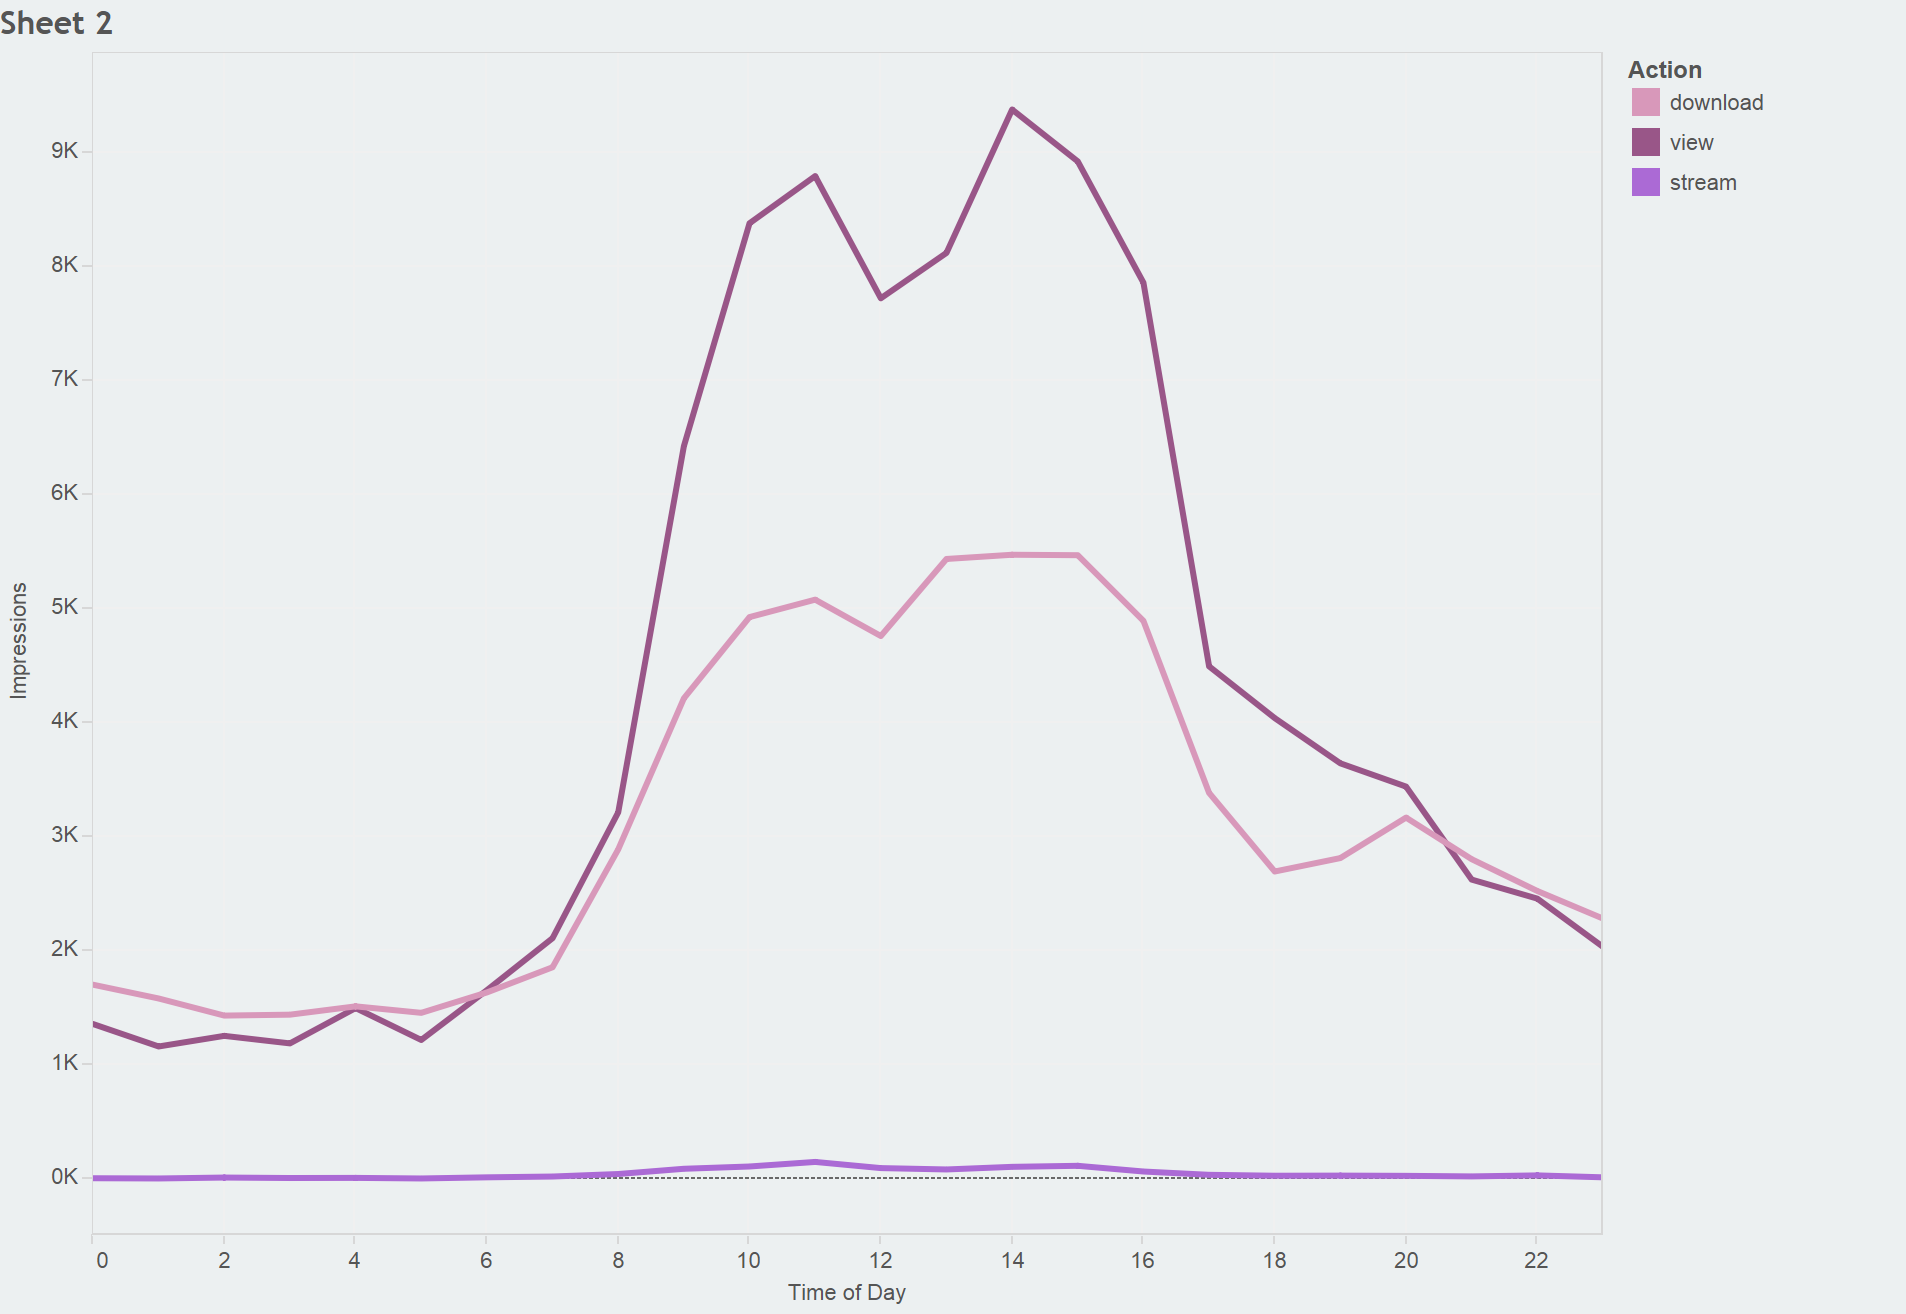 Sheet 2
Action
download
view
stream
Impressions
9K
8K
7K
6K
5K
4K
3K
2K
1K
0K
0 2 4 6 8 10 12 14 16 18 20 22
Time of Day